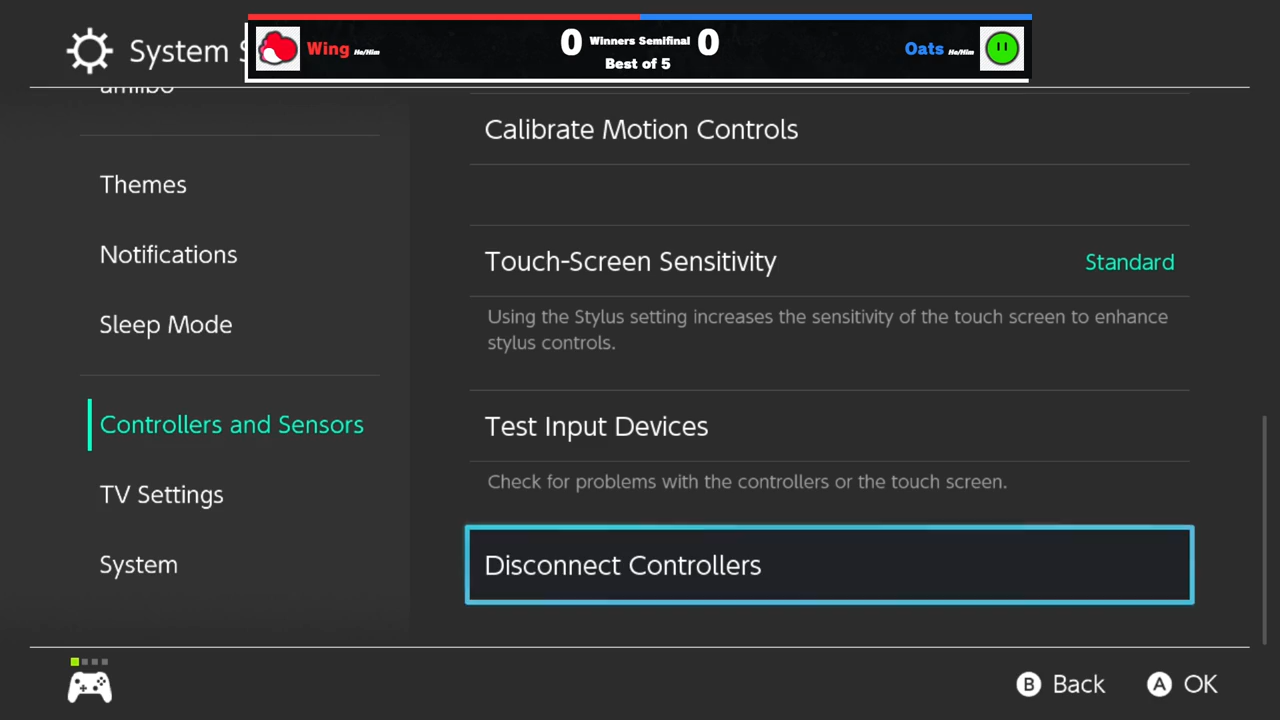 System S
Wing He/Him
0 Winners Semifinal 0
Best of 5
Oats He/Him
amiibo
Themes
Notifications
Sleep Mode
Controllers and Sensors
TV Settings
System
Calibrate Motion Controls
Touch-Screen Sensitivity Standard
Using the Stylus setting increases the sensitivity of the touch screen to enhance
stylus controls.
Test Input Devices
Check for problems with the controllers or the touch screen.
Disconnect Controllers
B Back A OK